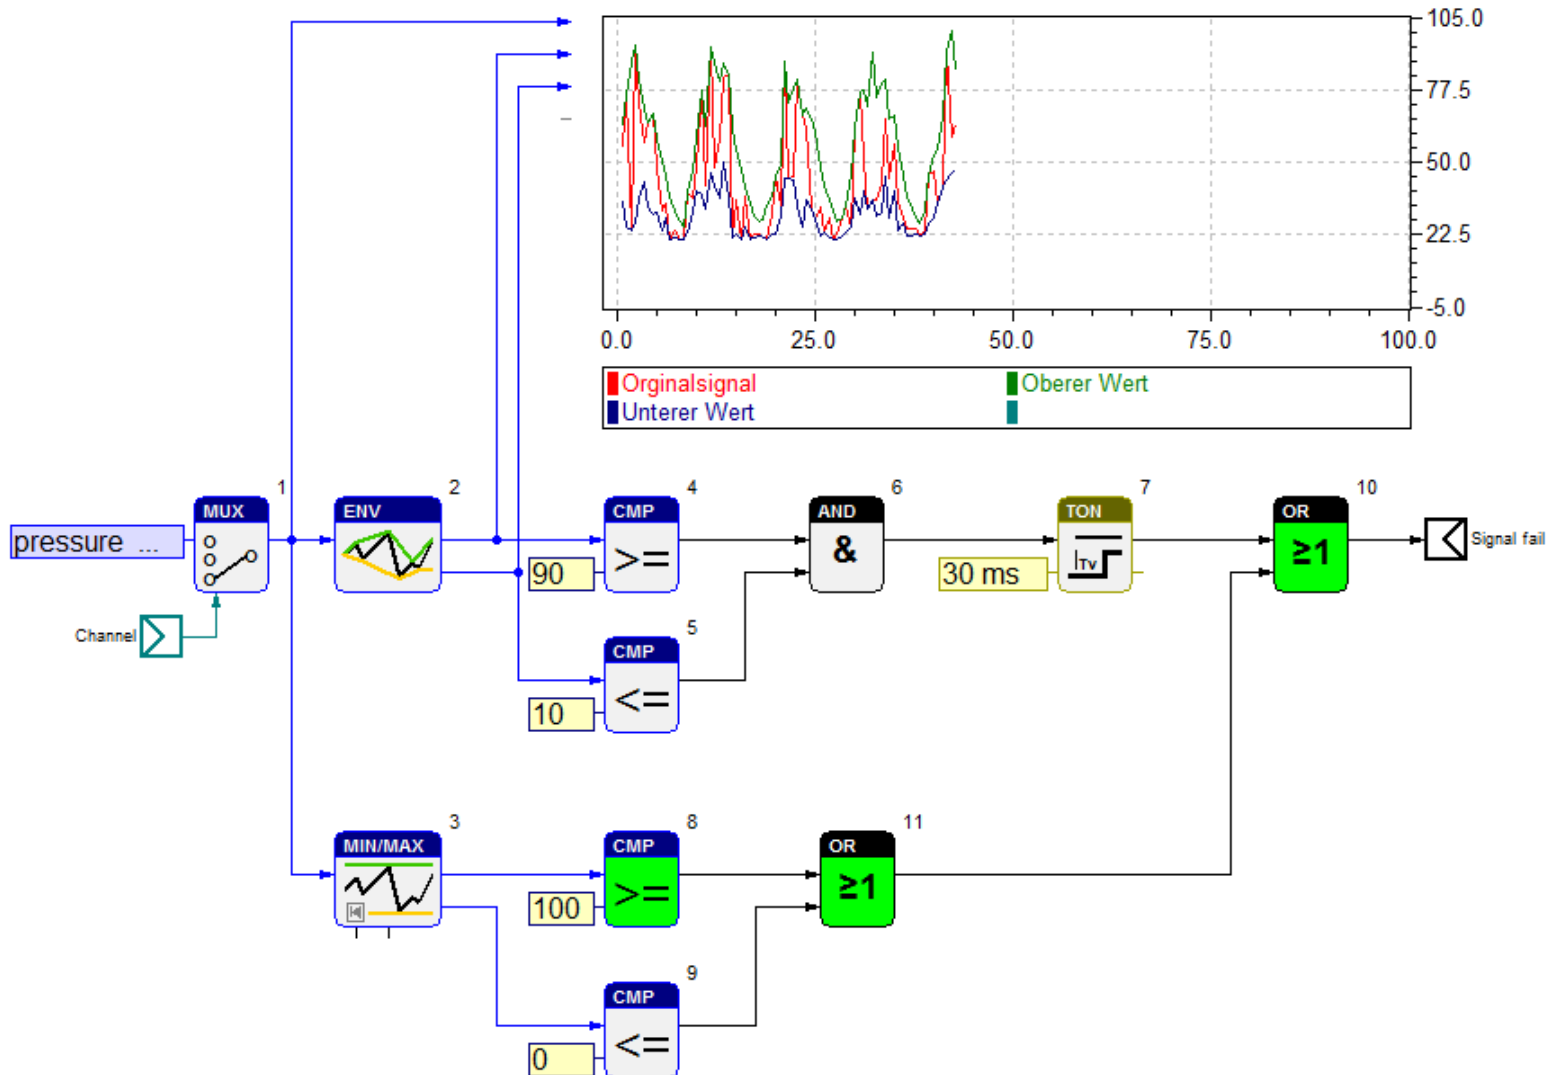 105.0
77.5
50.0
22.5
-5.0
0.0 25.0 50.0 75.0 100.0
Orginalsignal Oberer Wert
Unterer Wert
1 2 4 6 7 10
MUX ENV CMP AND TON OR
pressure ... >= & Tv ≥1 Signal fail
90 30 ms
Channel
5
CMP
<=
10
3 8 11
MIN/MAX CMP OR
>= ≥1
100
9
CMP
<=
0